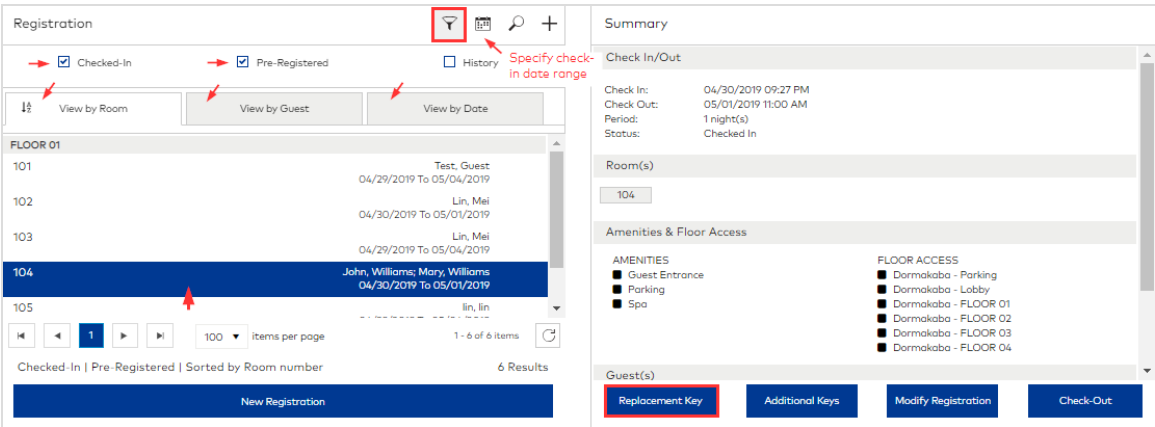 Registration
Specify check-
in date range
Checked-In
Pre-Registered
History
View by Room
View by Guest
View by Date
FLOOR 01
101
Test, Guest
04/29/2019 To 05/04/2019
102
Lin, Mei
04/30/2019 To 05/01/2019
103
Lin, Mei
04/29/2019 To 05/04/2019
104
John, Williams; Mary, Williams
04/30/2019 To 05/01/2019
105
lin, lin
1
100
items per page
1 - 6 of 6 items
Checked-In | Pre-Registered | Sorted by Room number
6 Results
New Registration
Summary
Check In/Out
Check In: 04/30/2019 09:27 PM
Check Out: 05/01/2019 11:00 AM
Period: 1 night(s)
Status: Checked In
Room(s)
104
Amenities & Floor Access
AMENITIES
Guest Entrance
Parking
Spa
FLOOR ACCESS
Dormakaba - Parking
Dormakaba - Lobby
Dormakaba - FLOOR 01
Dormakaba - FLOOR 02
Dormakaba - FLOOR 03
Dormakaba - FLOOR 04
Guest(s)
Replacement Key
Additional Keys
Modify Registration
Check-Out